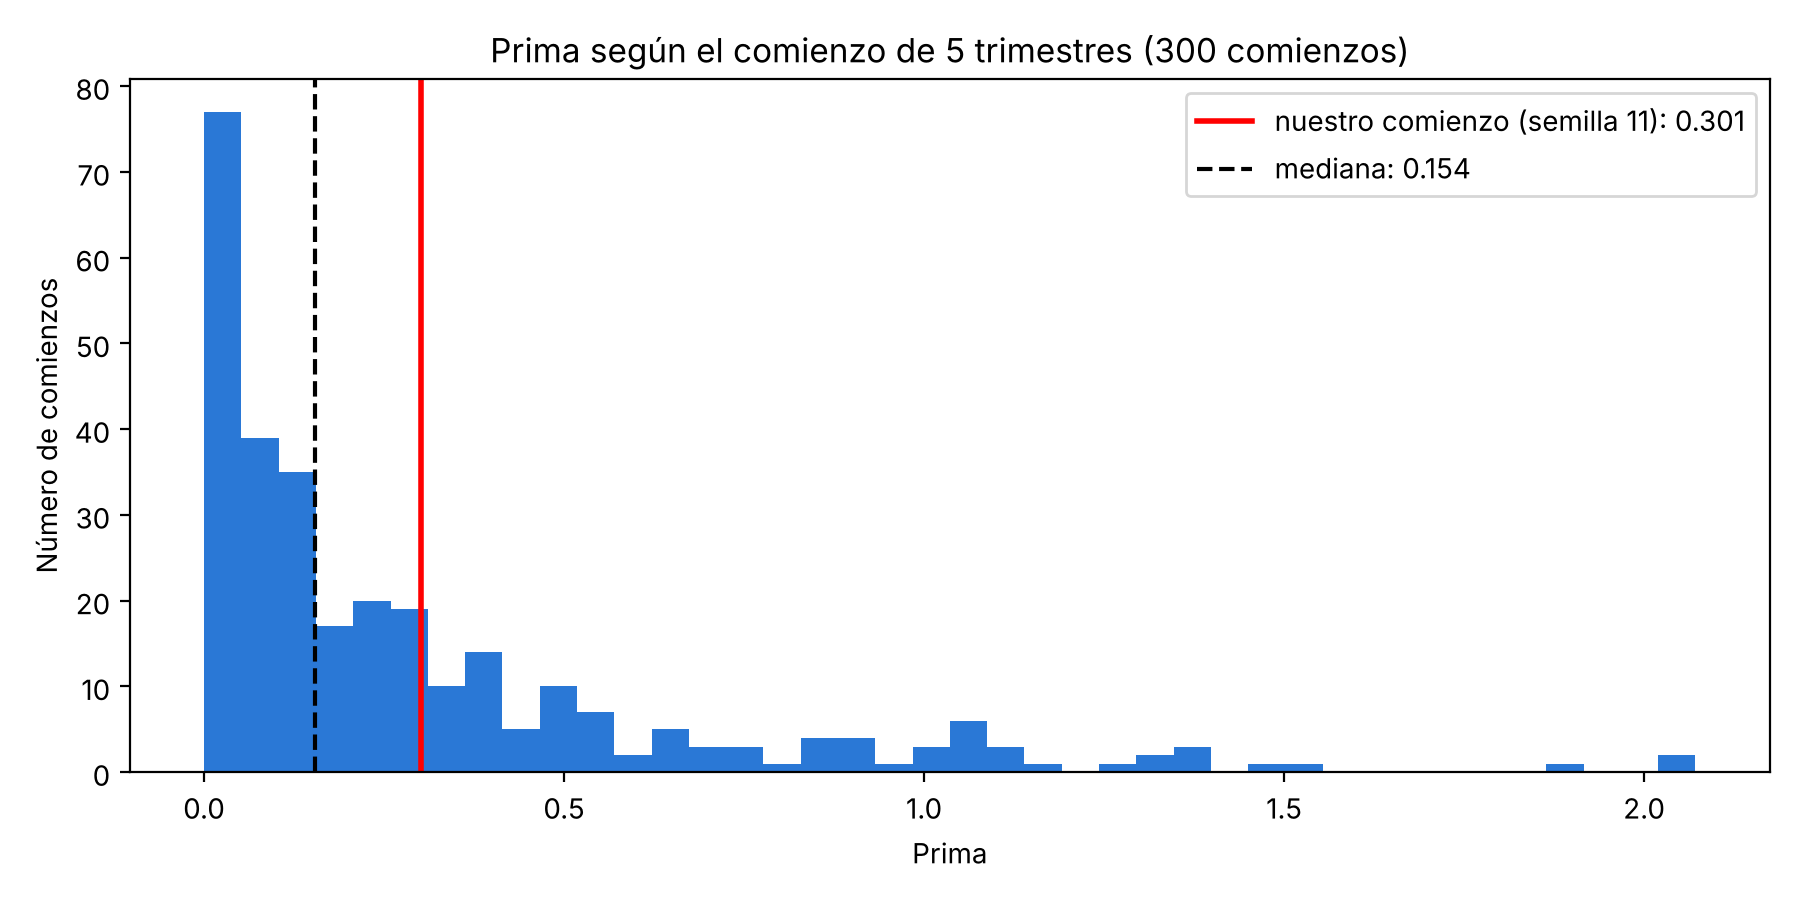 Prima según el comienzo de 5 trimestres (300 comienzos)
nuestro comienzo (semilla 11): 0.301
mediana: 0.154
Número de comienzos
80
70
60
50
40
30
20
10
0
0.0 0.5 1.0 1.5 2.0
Prima